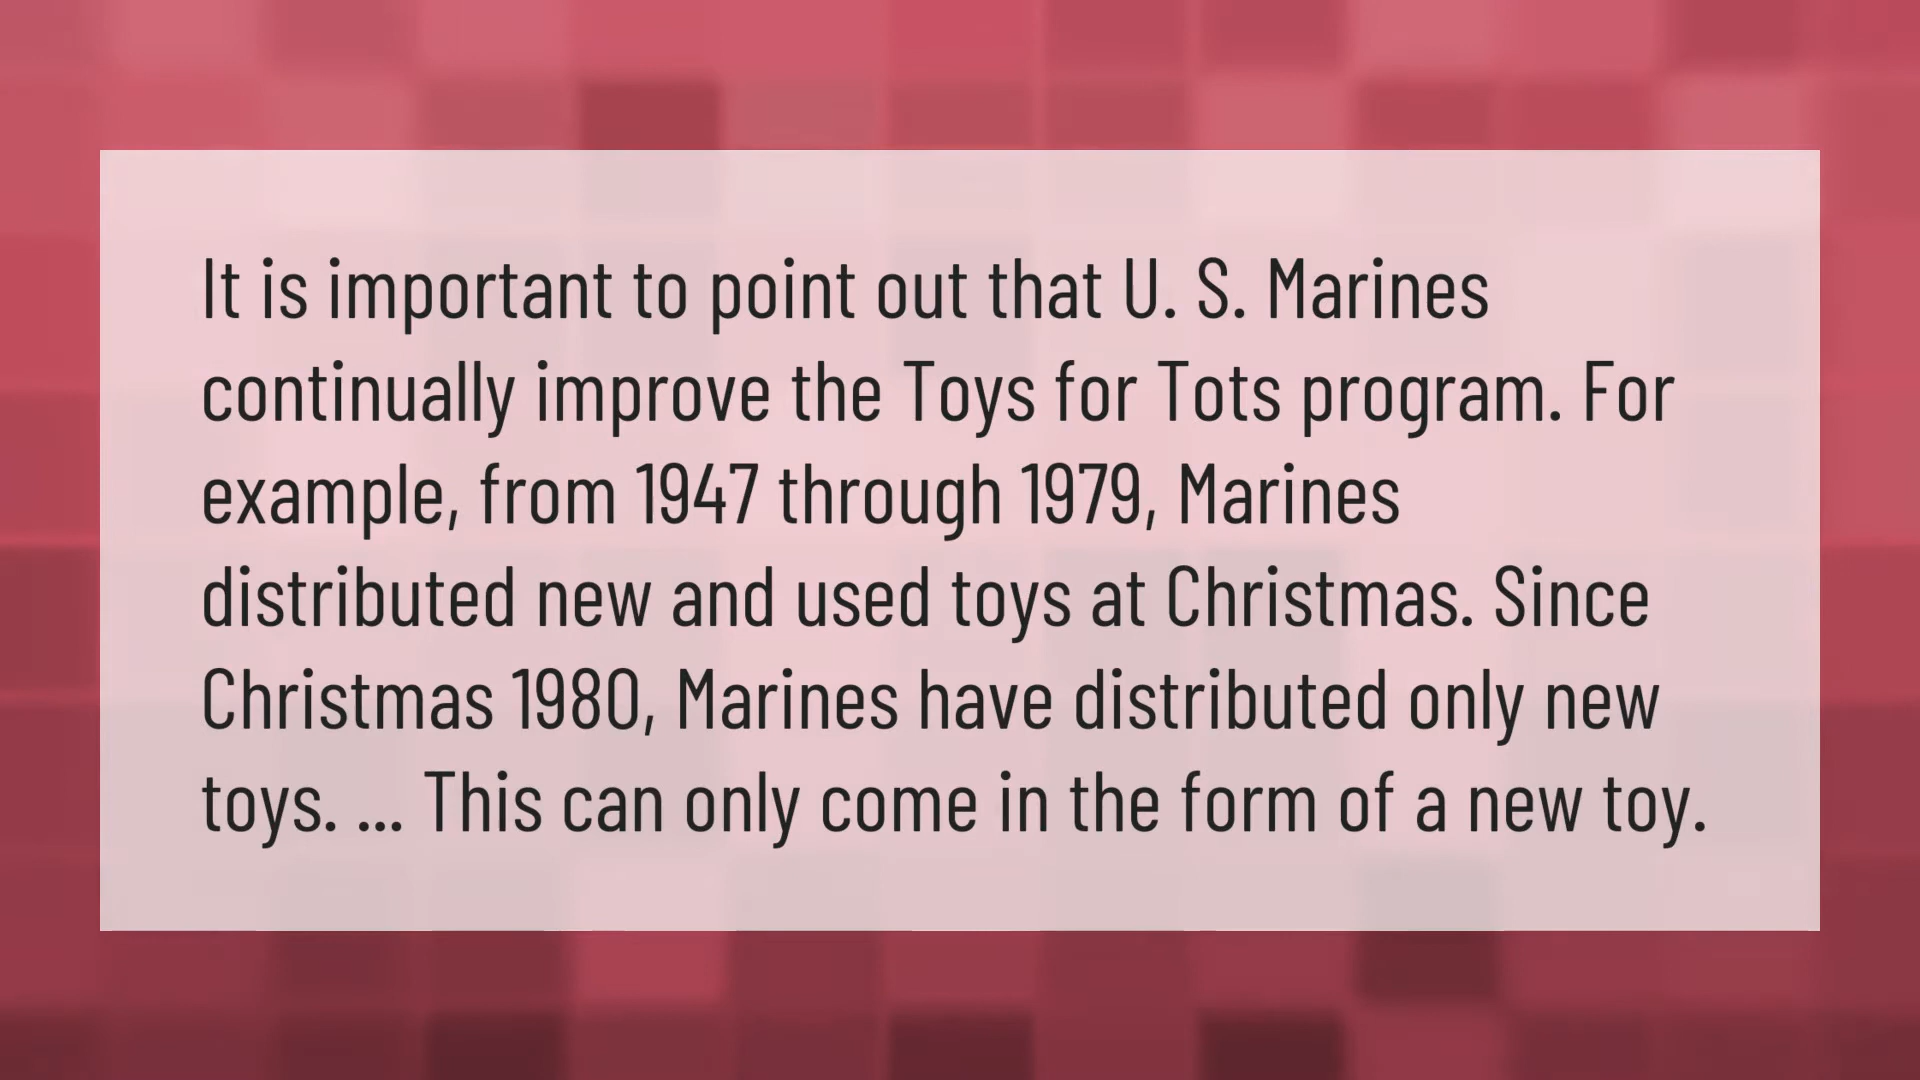 It is important to point out that U. S. Marines
continually improve the Toys for Tots program. For
example, from 1947 through 1979, Marines
distributed new and used toys at Christmas. Since
Christmas 1980, Marines have distributed only new
toys. ... This can only come in the form of a new toy.